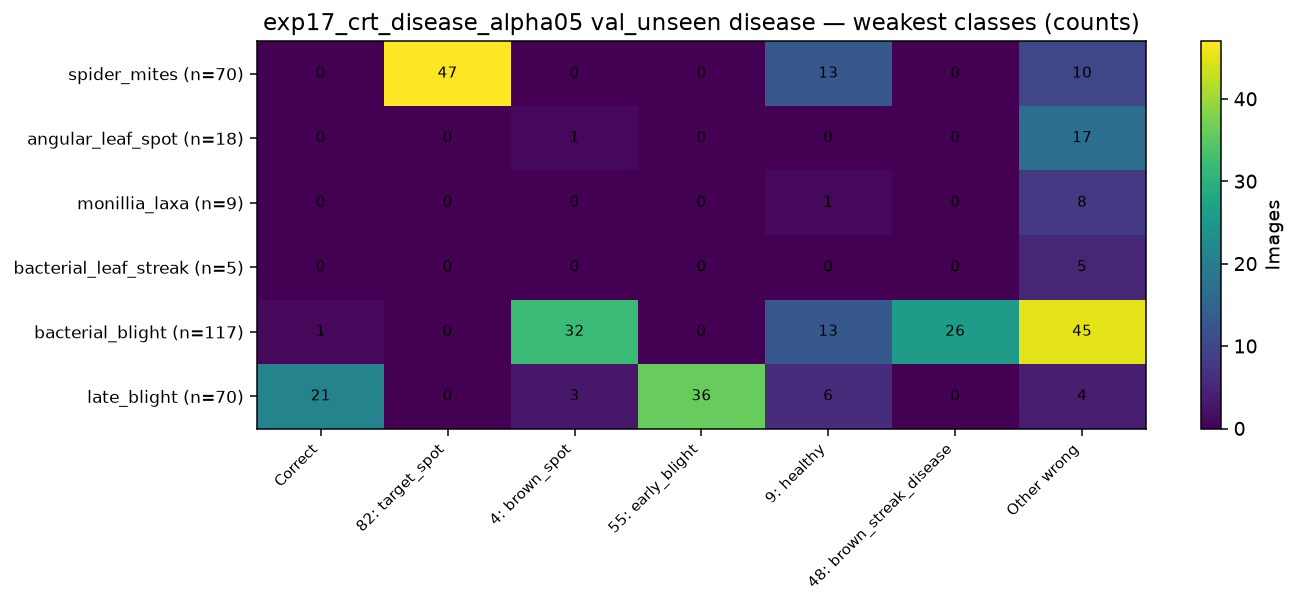 exp17_crt_disease_alpha05 val_unseen disease — weakest classes (counts)
spider_mites (n=70) 0 47 0 0 13 0 10
angular_leaf_spot (n=18) 0 0 1 0 0 0 17
monillia_laxa (n=9) 0 0 0 0 1 0 8
bacterial_leaf_streak (n=5) 0 0 0 0 0 0 5
bacterial_blight (n=117) 1 0 32 0 13 26 45
late_blight (n=70) 21 0 3 36 6 0 4
Correct
82: target_spot
4: brown_spot
55: early_blight
9: healthy
48: brown_streak_disease
Other wrong
40
30
20
10
0
Images